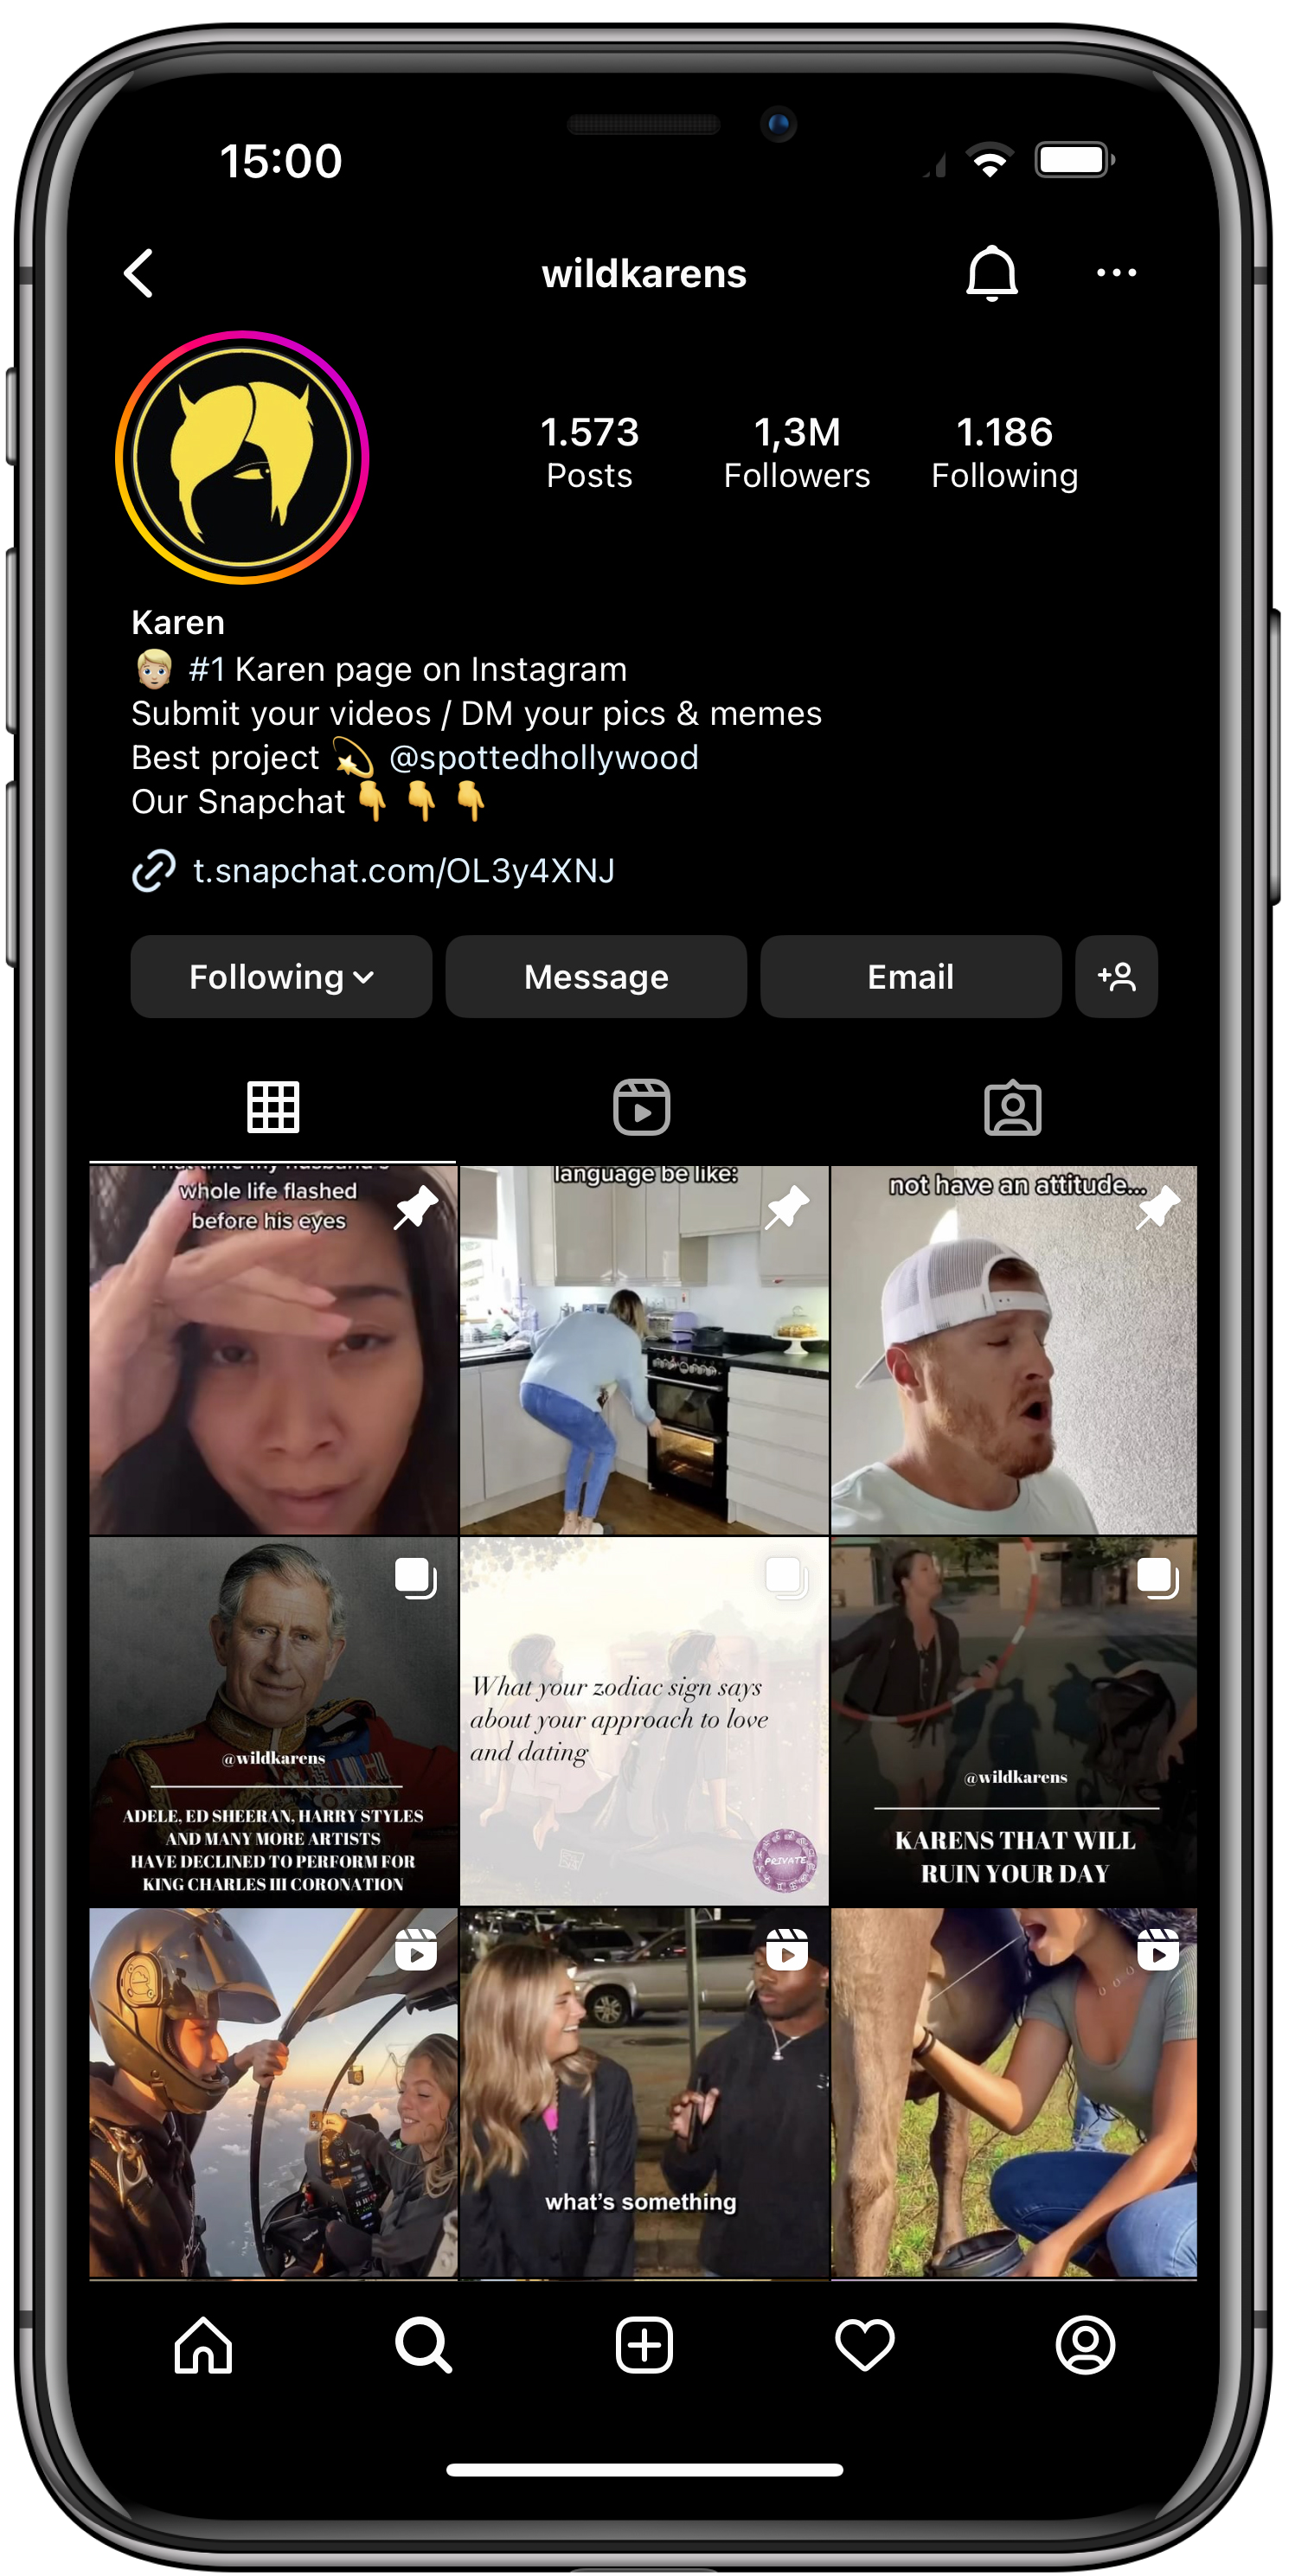 15:00
wildkarens
1.573 1,3M 1.186
Posts Followers Following
Karen
#1 Karen page on Instagram
Submit your videos / DM your pics & memes
Best project 💫 @spottedhollywood
Our Snapchat 👇 👇 👇
t.snapchat.com/OL3y4XNJ
Following Message Email
That time my husband's
whole life flashed
before his eyes
language be like:
not have an attitude...
@wildkarens
ADELE, ED SHEERAN, HARRY STYLES
AND MANY MORE ARTISTS
HAVE DECLINED TO PERFORM FOR
KING CHARLES III CORONATION
What your zodiac sign says
about your approach to love
and dating
PRIVATE
@wildkarens
KARENS THAT WILL
RUIN YOUR DAY
what's something